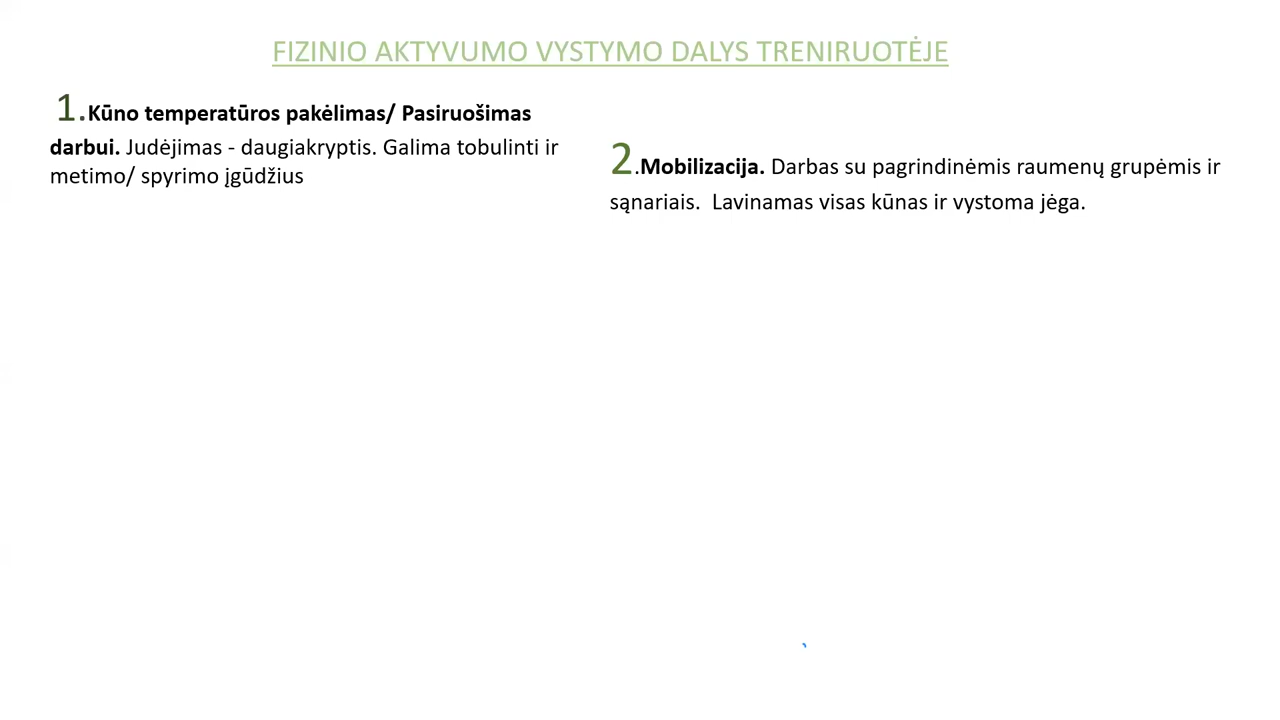 FIZINIO AKTYVUMO VYSTYMO DALYS TRENIRUOTĖJE
1.Kūno temperatūros pakėlimas/ Pasiruošimas
darbui. Judėjimas - daugiakryptis. Galima tobulinti ir
metimo/ spyrimo įgūdžius
2.Mobilizacija. Darbas su pagrindinėmis raumenų grupėmis ir
sąnariais.  Lavinamas visas kūnas ir vystoma jėga.